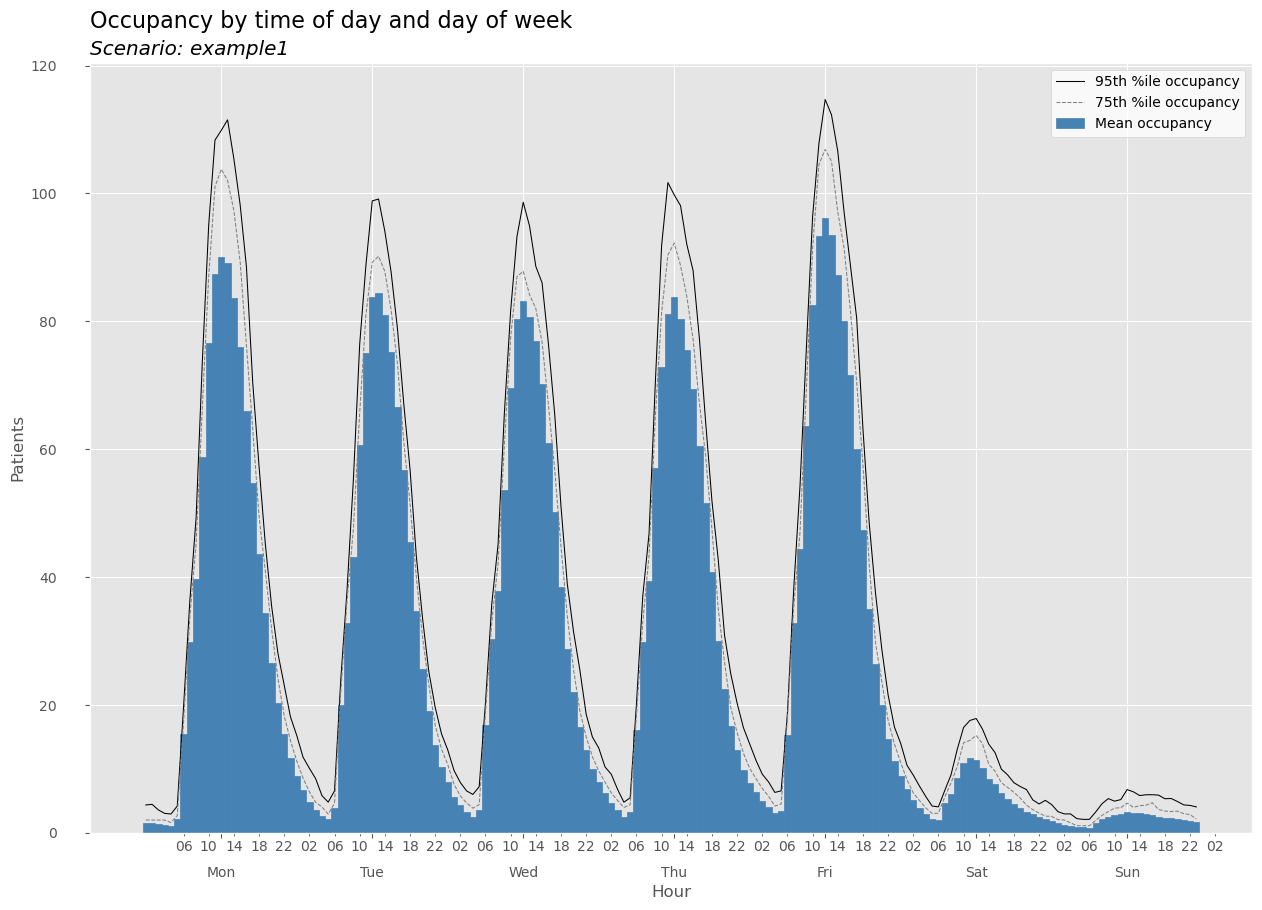 Occupancy by time of day and day of week
Scenario: example1
120
100
80
60
40
20
0
Patients
95th %ile occupancy
75th %ile occupancy
Mean occupancy
06 10 14 18 22 02 06 10 14 18 22 02 06 10 14 18 22 02 06 10 14 18 22 02 06 10 14 18 22 02 06 10 14 18 22 02 06 10 14 18 22 02
Mon Tue Wed Thu Fri Sat Sun
Hour